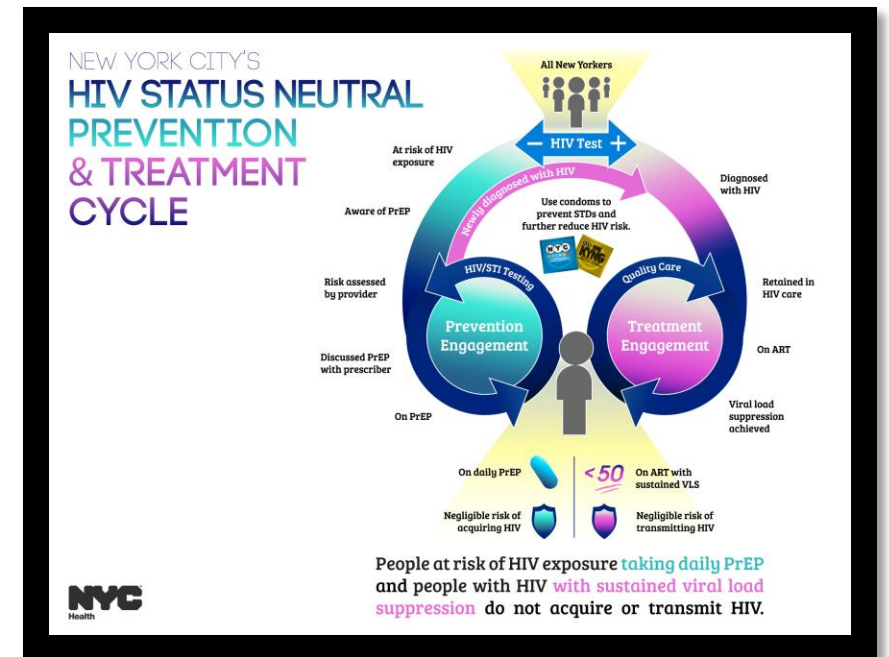 NEW YORK CITY'S
HIV STATUS NEUTRAL
PREVENTION
& TREATMENT
CYCLE
All New Yorkers
− HIV Test +
At risk of HIV
exposure
Aware of PrEP
Risk assessed
by provider
Discussed PrEP
with prescriber
On PrEP
Newly diagnosed with HIV
Use condoms to
prevent STDs and
further reduce HIV risk.
NYC
KYNG
HIV/STI Testing
Prevention
Engagement
Quality Care
Treatment
Engagement
Diagnosed
with HIV
Retained in
HIV care
On ART
Viral load
suppression
achieved
On daily PrEP
<50
On ART with
sustained VLS
Negligible risk of
acquiring HIV
Negligible risk of
transmitting HIV
People at risk of HIV exposure taking daily PrEP
and people with HIV with sustained viral load
suppression do not acquire or transmit HIV.
NYC
Health